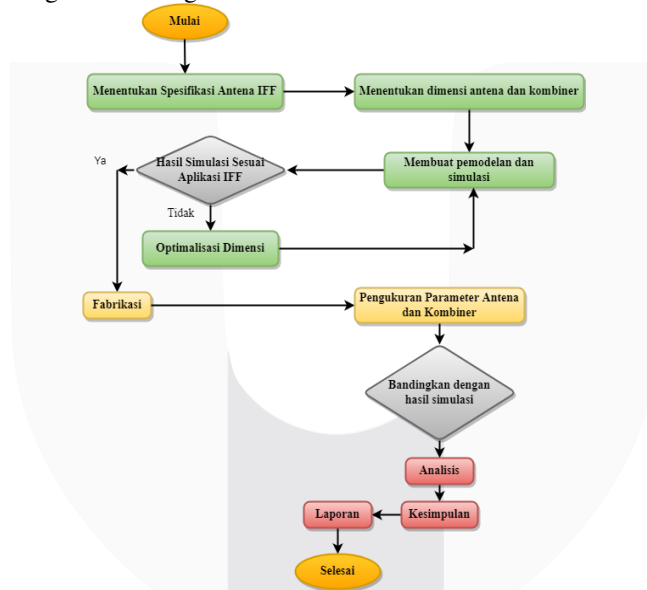 Mulai
Menentukan Spesifikasi Antena IFF
Menentukan dimensi antena dan kombiner
Ya
Hasil Simulasi Sesuai
Aplikasi IFF
Membuat pemodelan dan
simulasi
Tidak
Optimalisasi Dimensi
Fabrikasi
Pengukuran Parameter Antena
dan Kombiner
Bandingkan dengan
hasil simulasi
Analisis
Laporan
Kesimpulan
Selesai